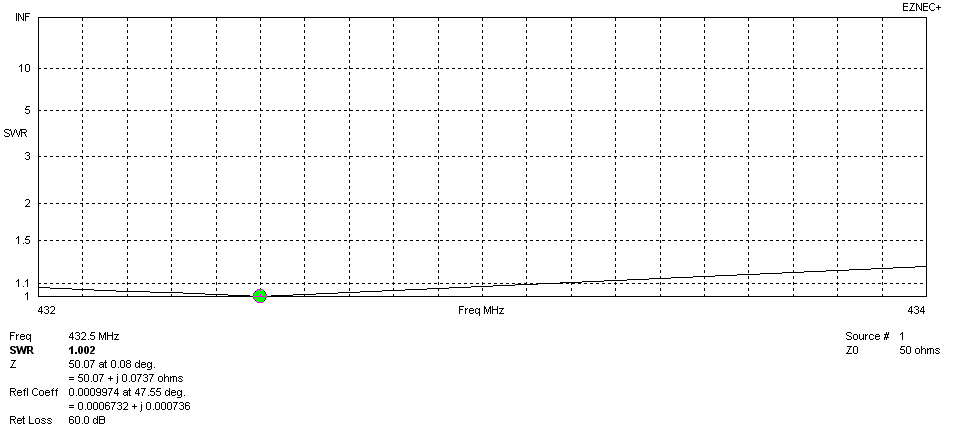 EZNEC+
INF
10
5
SWR
3
2
1.5
1.1
1
432 Freq MHz 434
Freq 432.5 MHz Source # 1
SWR 1.002 Z0 50 ohms
Z 50.07 at 0.08 deg.
= 50.07 + j 0.0737 ohms
Refl Coeff 0.0009974 at 47.55 deg.
= 0.0006732 + j 0.000736
Ret Loss 60.0 dB